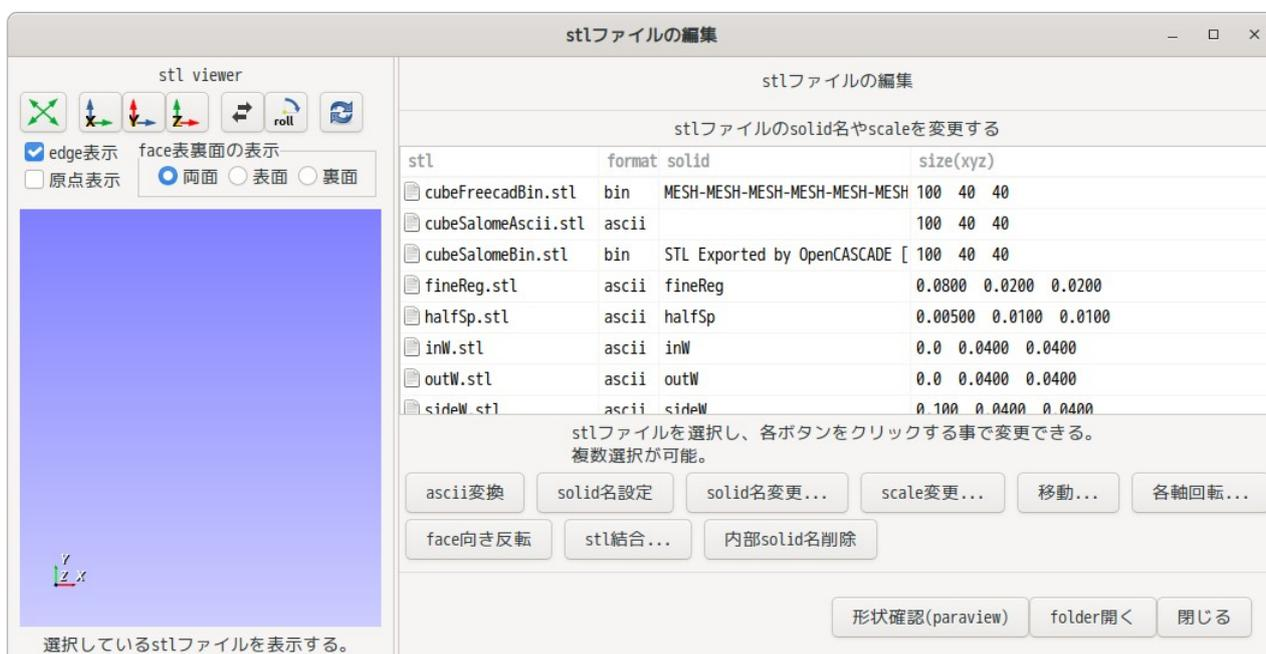 stlファイルの編集
stl viewer
X Y Z roll
edge表示
原点表示
face表裏面の表示
両面 表面 裏面
Y
Z X
選択しているstlファイルを表示する。
stlファイルの編集
stlファイルのsolid名やscaleを変更する
stl format solid size(xyz)
cubeFreecadBin.stl bin MESH-MESH-MESH-MESH-MESH-MESH 100 40 40
cubeSalomeAscii.stl ascii 100 40 40
cubeSalomeBin.stl bin STL Exported by OpenCASCADE [ 100 40 40
fineReg.stl ascii fineReg 0.0800 0.0200 0.0200
halfSp.stl ascii halfSp 0.00500 0.0100 0.0100
inW.stl ascii inW 0.0 0.0400 0.0400
outW.stl ascii outW 0.0 0.0400 0.0400
sideW.stl ascii sideW 0.100 0.0400 0.0400
stlファイルを選択し、各ボタンをクリックする事で変更できる。
複数選択が可能。
ascii変換 solid名設定 solid名変更... scale変更... 移動... 各軸回転...
face向き反転 stl結合... 内部solid名削除
形状確認(paraview) folder開く 閉じる